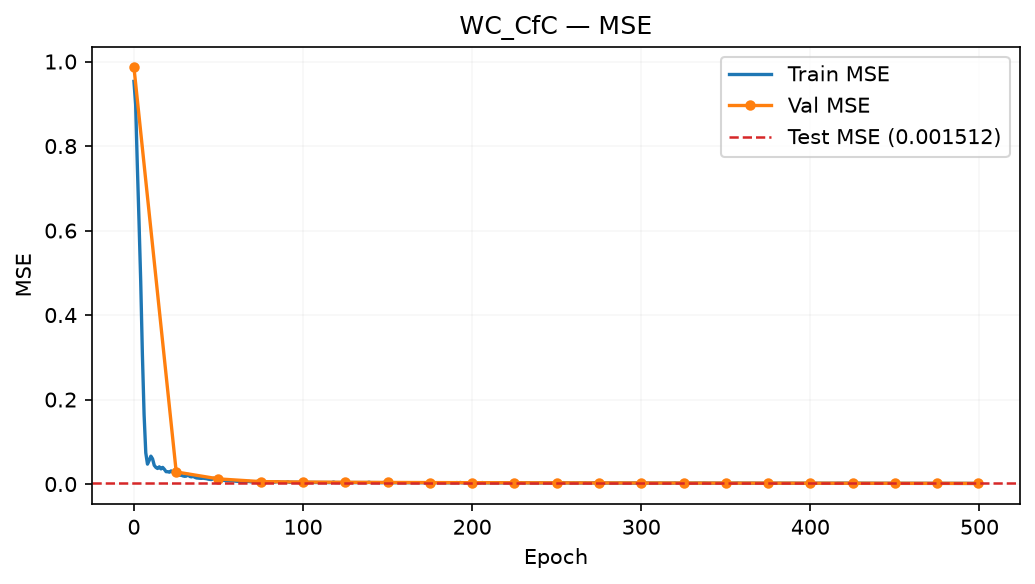 WC_CfC — MSE
Train MSE
Val MSE
Test MSE (0.001512)
MSE
1.0
0.8
0.6
0.4
0.2
0.0
0 100 200 300 400 500
Epoch